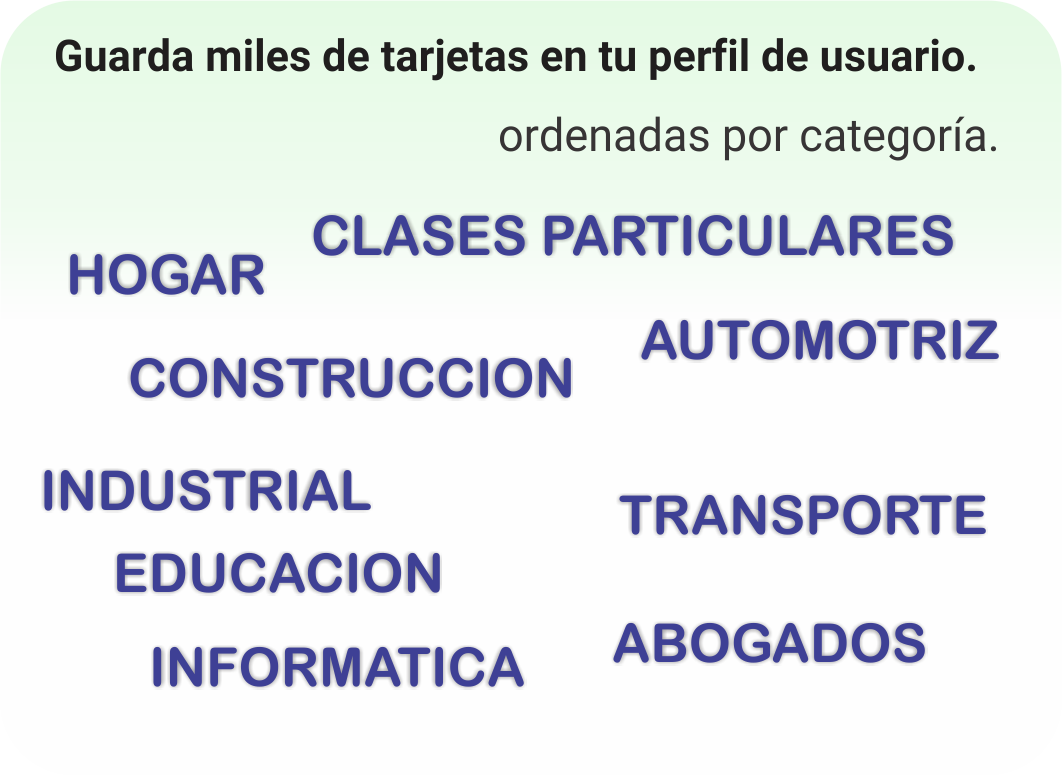 Guarda miles de tarjetas en tu perfil de usuario.
ordenadas por categoría.
CLASES PARTICULARES
HOGAR
AUTOMOTRIZ
CONSTRUCCION
INDUSTRIAL
TRANSPORTE
EDUCACION
ABOGADOS
INFORMATICA